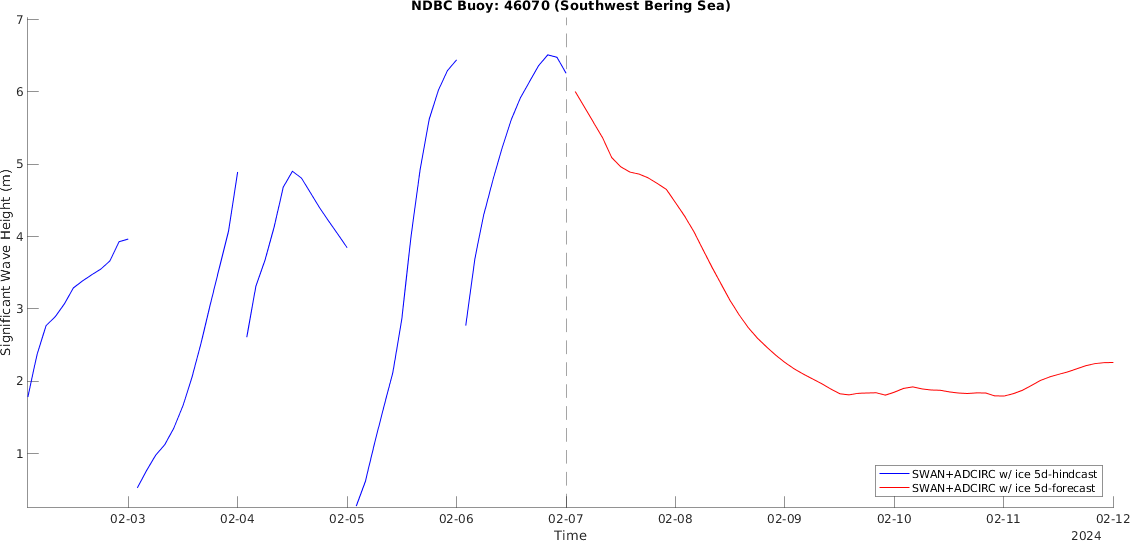 NDBC Buoy: 46070 (Southwest Bering Sea)
Significant Wave Height (m)
7
6
5
4
3
2
1
SWAN+ADCIRC w/ ice 5d-hindcast
SWAN+ADCIRC w/ ice 5d-forecast
02-03 02-04 02-05 02-06 02-07 02-08 02-09 02-10 02-11 02-12
Time
2024